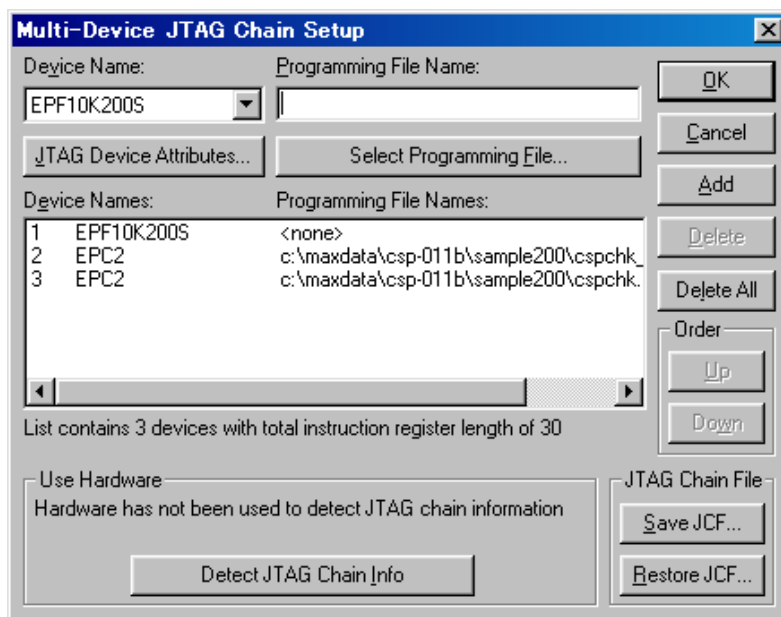 Multi-Device JTAG Chain Setup
Device Name:
Programming File Name:
EPF10K200S
OK
Cancel
JTAG Device Attributes...
Select Programming File...
Add
Device Names:
Programming File Names:
Delete
1 EPF10K200S <none>
2 EPC2 c:\maxdata\csp-011b\sample200\cspchk_
3 EPC2 c:\maxdata\csp-011b\sample200\cspchk.
Delete All
Order
Up
Down
List contains 3 devices with total instruction register length of 30
Use Hardware
Hardware has not been used to detect JTAG chain information
Detect JTAG Chain Info
JTAG Chain File
Save JCF...
Restore JCF...